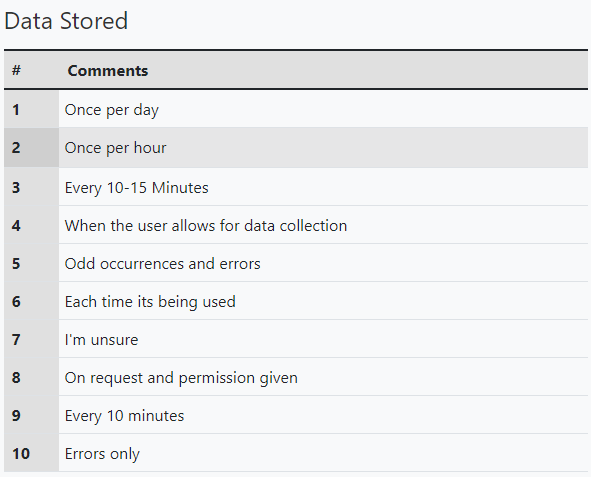 Data Stored
# Comments
1 Once per day
2 Once per hour
3 Every 10-15 Minutes
4 When the user allows for data collection
5 Odd occurrences and errors
6 Each time its being used
7 I'm unsure
8 On request and permission given
9 Every 10 minutes
10 Errors only